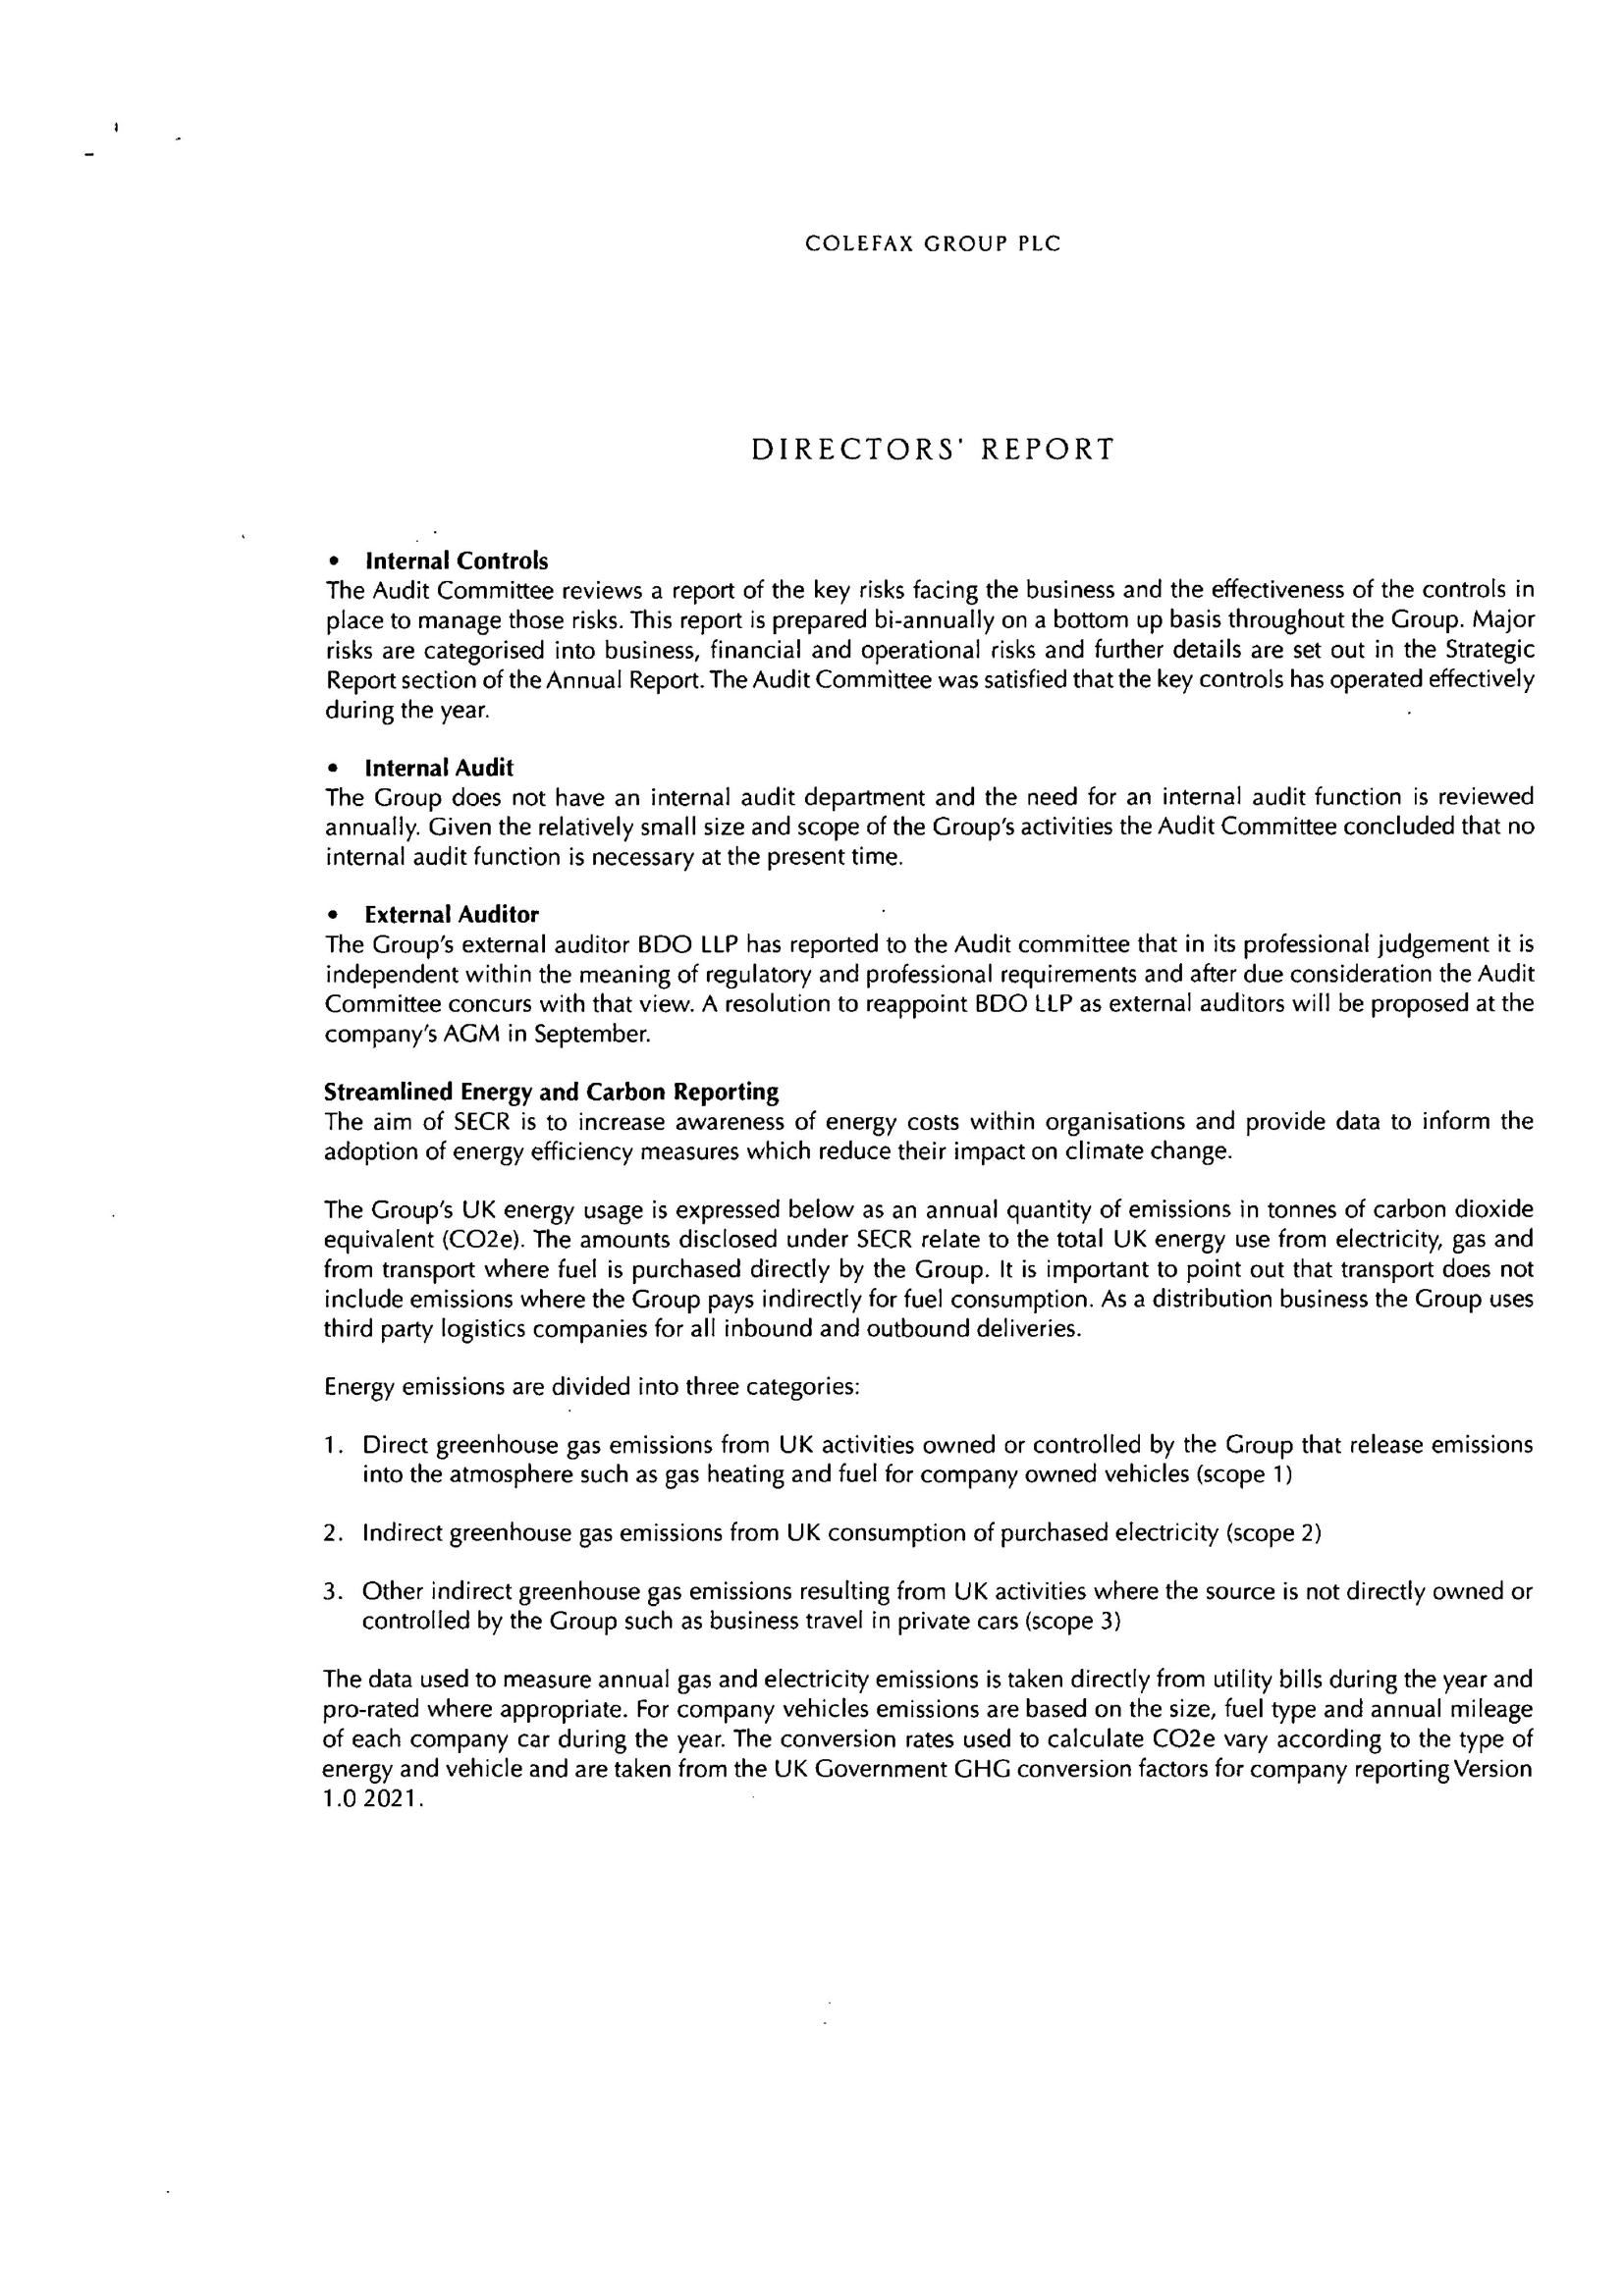 COLEFAX GROUP PLC
DIRECTORS' REPORT
• Internal Controls
The Audit Committee reviews a report of the key risks facing the business and the effectiveness of the controls in
place to manage those risks. This report is prepared bi-annually on a bottom up basis throughout the Group. Major
risks are categorised into business, financial and operational risks and further details are set out in the Strategic
Report section of the Annual Report. The Audit Committee was satisfied that the key controls has operated effectively
during the year.
• Internal Audit
The Group does not have an internal audit department and the need for an internal audit function is reviewed
annually. Given the relatively small size and scope of the Group's activities the Audit Committee concluded that no
internal audit function is necessary at the present time.
• External Auditor
The Group's external auditor BDO LLP has reported to the Audit committee that in its professional judgement it is
independent within the meaning of regulatory and professional requirements and after due consideration the Audit
Committee concurs with that view. A resolution to reappoint BDO LLP as external auditors will be proposed at the
company's AGM in September.
Streamlined Energy and Carbon Reporting
The aim of SECR is to increase awareness of energy costs within organisations and provide data to inform the
adoption of energy efficiency measures which reduce their impact on climate change.
The Group's UK energy usage is expressed below as an annual quantity of emissions in tonnes of carbon dioxide
equivalent (CO2e). The amounts disclosed under SECR relate to the total UK energy use from electricity, gas and
from transport where fuel is purchased directly by the Group. It is important to point out that transport does not
include emissions where the Group pays indirectly for fuel consumption. As a distribution business the Group uses
third party logistics companies for all inbound and outbound deliveries.
Energy emissions are divided into three categories:
1. Direct greenhouse gas emissions from UK activities owned or controlled by the Group that release emissions
into the atmosphere such as gas heating and fuel for company owned vehicles (scope 1)
2. Indirect greenhouse gas emissions from UK consumption of purchased electricity (scope 2)
3. Other indirect greenhouse gas emissions resulting from UK activities where the source is not directly owned or
controlled by the Group such as business travel in private cars (scope 3)
The data used to measure annual gas and electricity emissions is taken directly from utility bills during the year and
pro-rated where appropriate. For company vehicles emissions are based on the size, fuel type and annual mileage
of each company car during the year. The conversion rates used to calculate CO2e vary according to the type of
energy and vehicle and are taken from the UK Government GHG conversion factors for company reporting Version
1.0 2021.